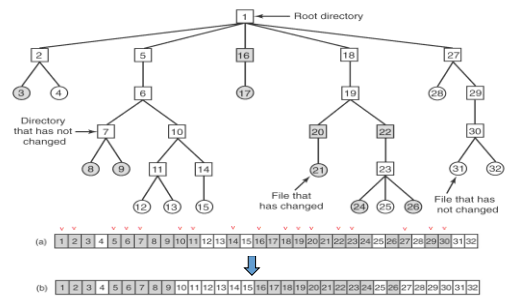 1 Root directory
2 5 16 18 27
3 4 6 17 19 28 29
Directory
that has not
changed
7 10 20 22 30
8 9 11 14 21 23 31 32
12 13 15 24 25 26
File that
has changed
File that has
not changed
(a) 1 2 3 4 5 6 7 8 9 10 11 12 13 14 15 16 17 18 19 20 21 22 23 24 25 26 27 28 29 30 31 32
(b) 1 2 3 4 5 6 7 8 9 10 11 12 13 14 15 16 17 18 19 20 21 22 23 24 25 26 27 28 29 30 31 32